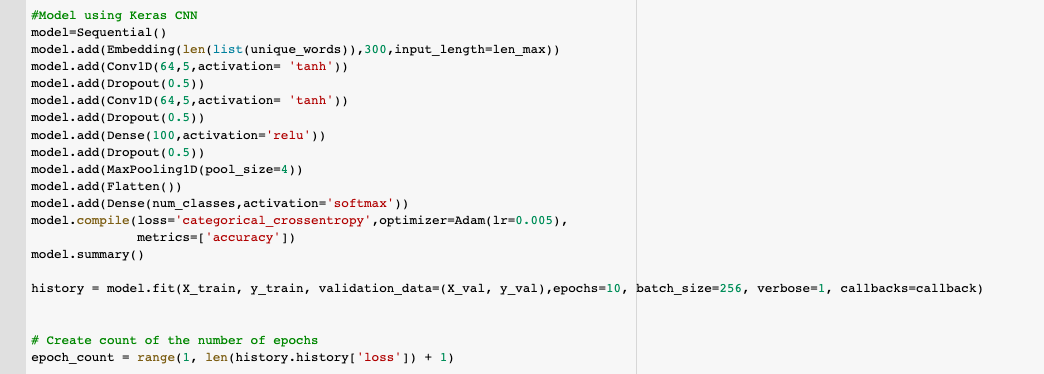 #Model using Keras CNN
model=Sequential()
model.add(Embedding(len(list(unique_words)),300,input_length=len_max))
model.add(Conv1D(64,5,activation= 'tanh'))
model.add(Dropout(0.5))
model.add(Conv1D(64,5,activation= 'tanh'))
model.add(Dropout(0.5))
model.add(Dense(100,activation='relu'))
model.add(Dropout(0.5))
model.add(MaxPooling1D(pool_size=4))
model.add(Flatten())
model.add(Dense(num_classes,activation='softmax'))
model.compile(loss='categorical_crossentropy',optimizer=Adam(lr=0.005),
metrics=['accuracy'])
model.summary()
history = model.fit(X_train, y_train, validation_data=(X_val, y_val),epochs=10, batch_size=256, verbose=1, callbacks=callback)
# Create count of the number of epochs
epoch_count = range(1, len(history.history['loss']) + 1)